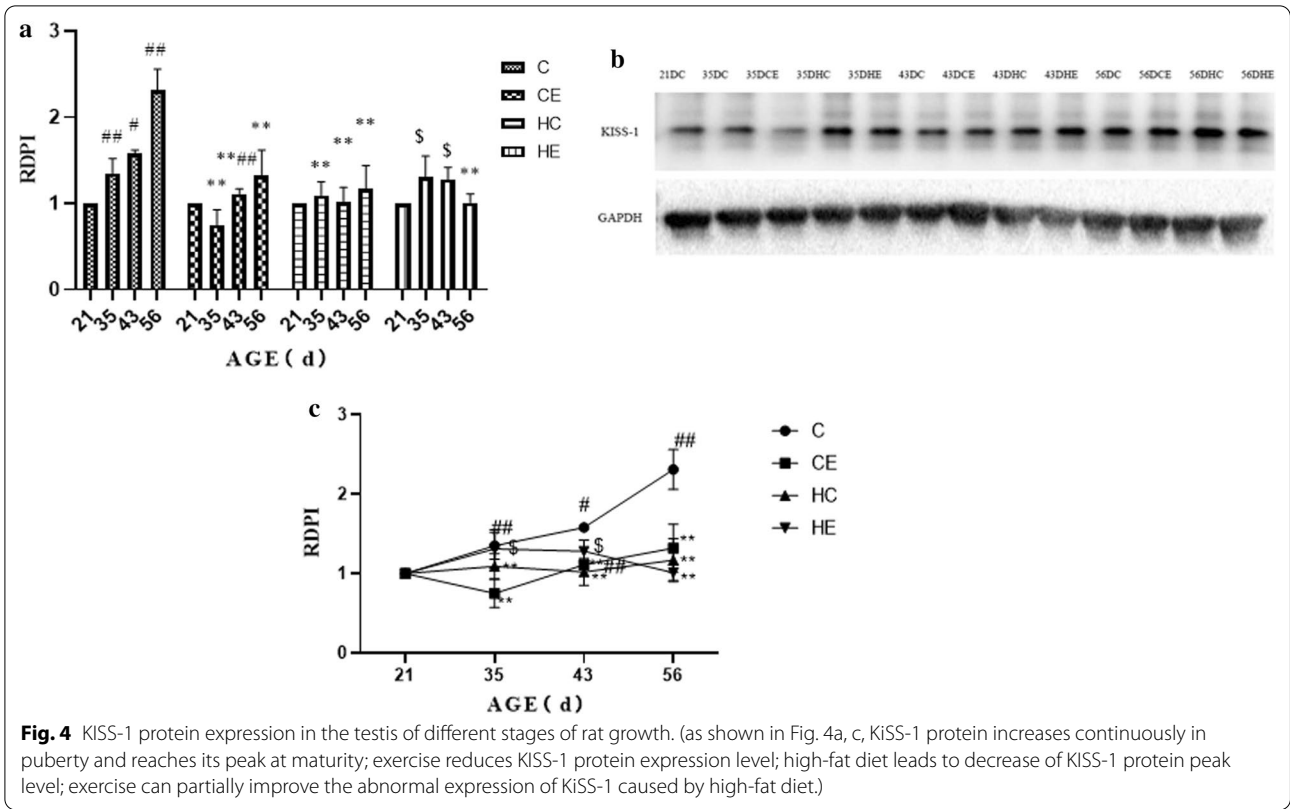 a
3
2
1
0
RDPI
##
#
##
**
**
##
**
**
**
**
$
$
**
21 35 43 56 21 35 43 56 21 35 43 56 21 35 43 56
AGE ( d )
C
CE
HC
HE
b
21DC 35DC 35DCE 35DHC 35DHE 43DC 43DCE 43DHC 43DHE 56DC 56DCE 56DHC 56DHE
KISS-1
GAPDH
c
3
2
1
0
RDPI
##
$
**
**
#
$
**
##
**
##
**
**
**
21 35 43 56
AGE ( d )
C
CE
HC
HE
Fig. 4 KISS-1 protein expression in the testis of different stages of rat growth. (as shown in Fig. 4a, c, KiSS-1 protein increases continuously in
puberty and reaches its peak at maturity; exercise reduces KISS-1 protein expression level; high-fat diet leads to decrease of KISS-1 protein peak
level; exercise can partially improve the abnormal expression of KiSS-1 caused by high-fat diet.)